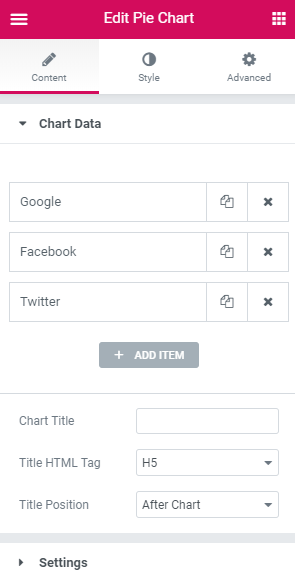 Edit Pie Chart
Content Style Advanced
Chart Data
Google
Facebook
Twitter
+ ADD ITEM
Chart Title
Title HTML Tag H5
Title Position After Chart
Settings